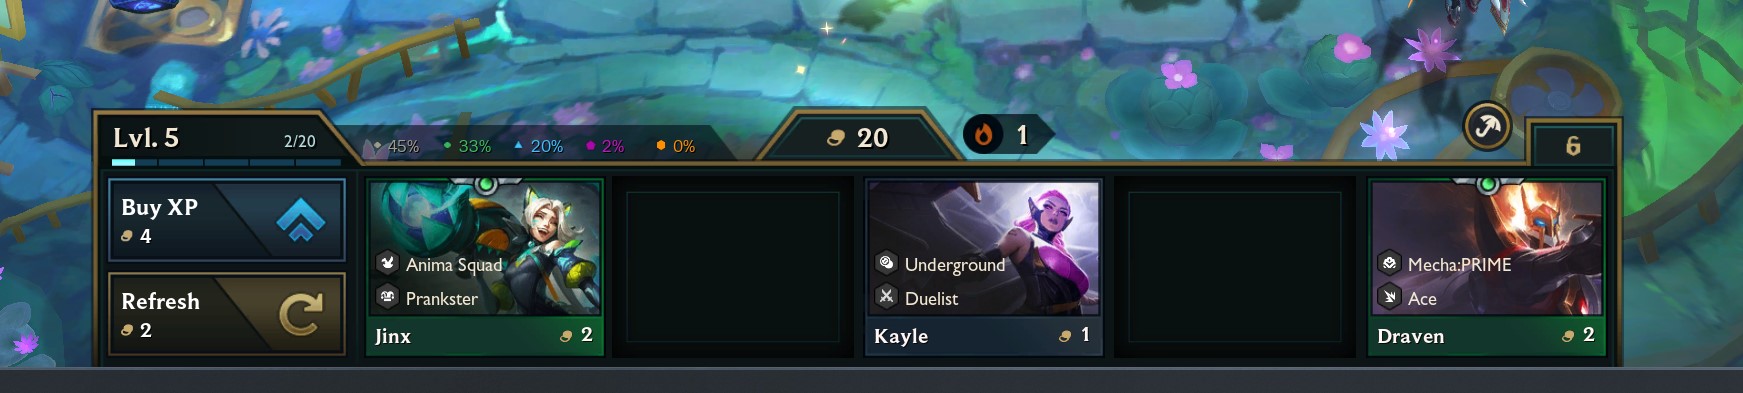 Lvl. 5
2/20
45%
33%
20%
2%
0%
20
1
6
Buy XP
4
Refresh
2
Anima Squad
Prankster
Jinx
2
Underground
Duelist
Kayle
1
Mecha:PRIME
Ace
Draven
2